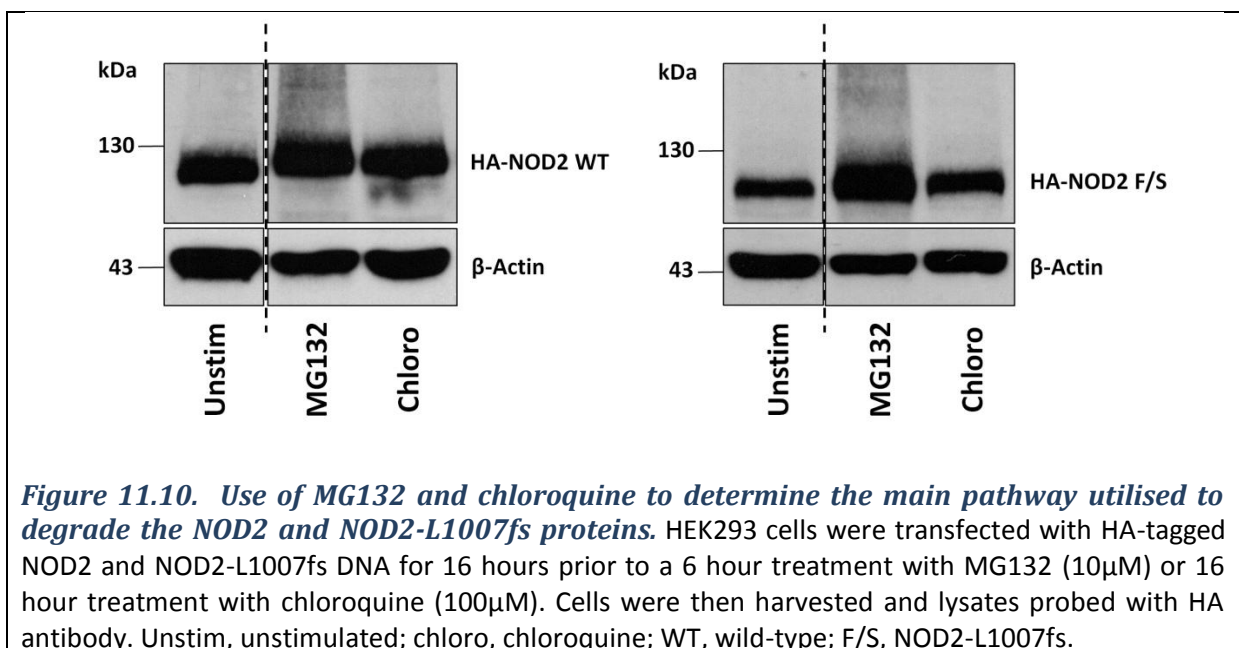 kDa
130
HA-NOD2 WT
43
β-Actin
Unstim
MG132
Chloro
kDa
130
HA-NOD2 F/S
43
β-Actin
Unstim
MG132
Chloro
Figure 11.10. Use of MG132 and chloroquine to determine the main pathway utilised to
degrade the NOD2 and NOD2-L1007fs proteins. HEK293 cells were transfected with HA-tagged
NOD2 and NOD2-L1007fs DNA for 16 hours prior to a 6 hour treatment with MG132 (10μM) or 16
hour treatment with chloroquine (100μM). Cells were then harvested and lysates probed with HA
antibody. Unstim, unstimulated; chloro, chloroquine; WT, wild-type; F/S, NOD2-L1007fs.